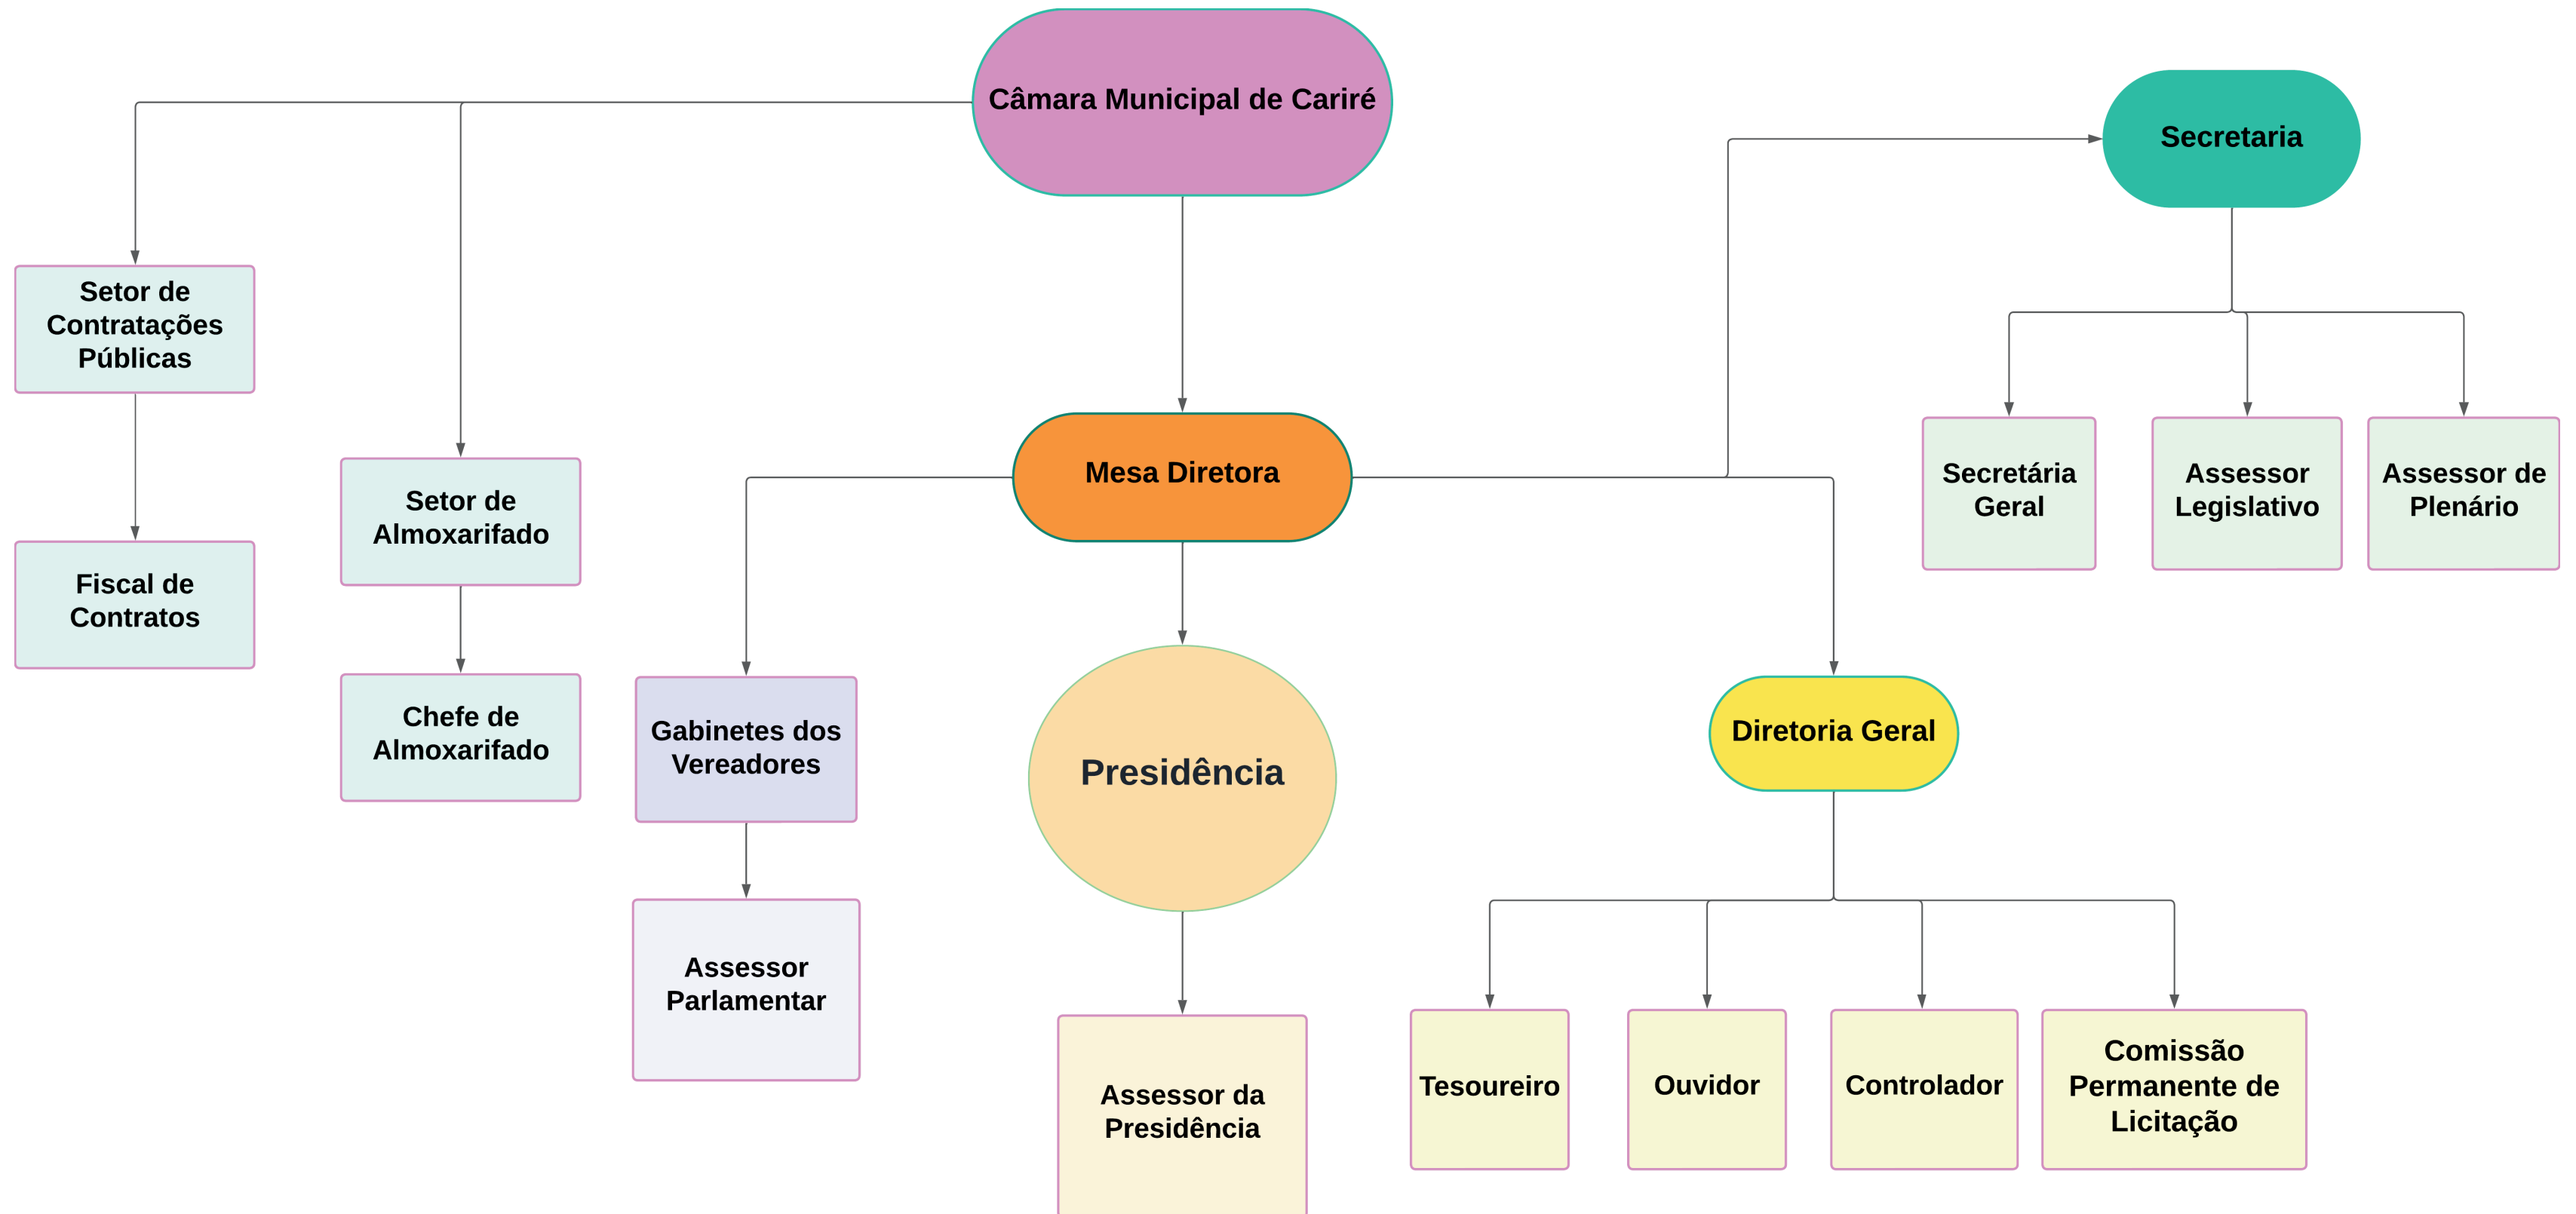 Câmara Municipal de Cariré
Secretaria
Setor de
Contratações
Públicas
Mesa Diretora
Secretária
Geral
Assessor
Legislativo
Assessor de
Plenário
Setor de
Almoxarifado
Fiscal de
Contratos
Chefe de
Almoxarifado
Gabinetes dos
Vereadores
Presidência
Diretoria Geral
Assessor
Parlamentar
Assessor da
Presidência
Tesoureiro
Ouvidor
Controlador
Comissão
Permanente de
Licitação